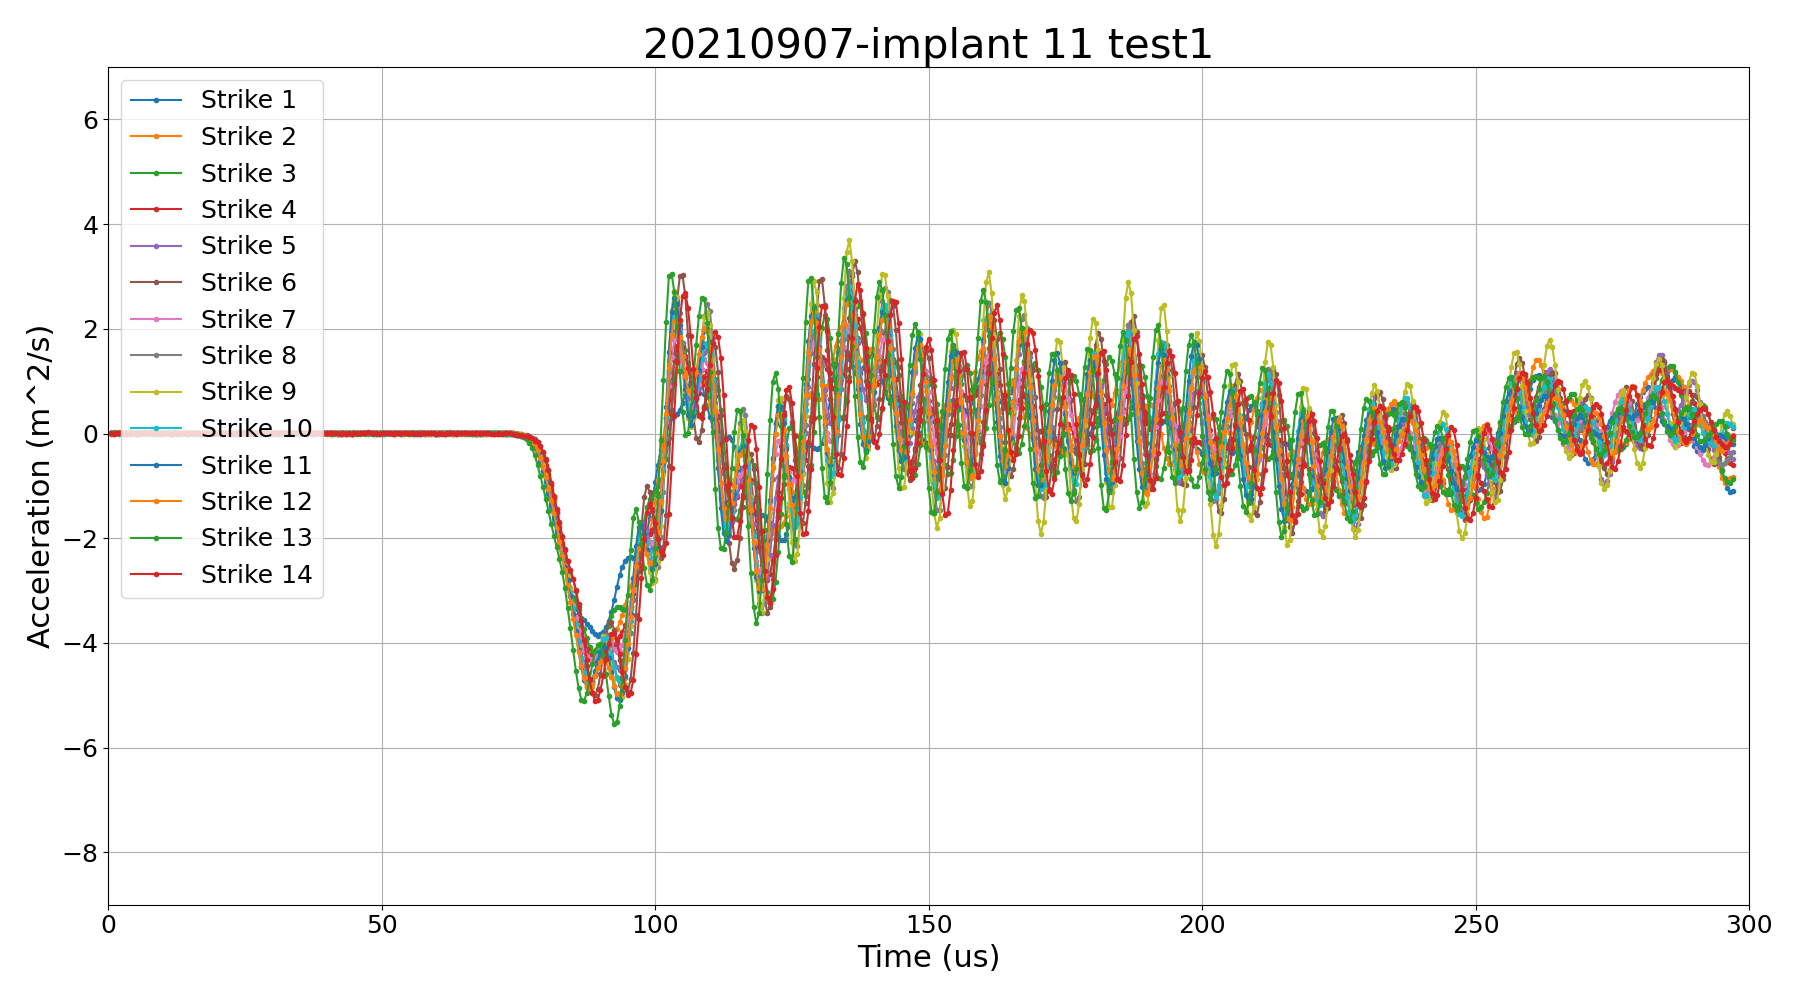 20210907-implant 11 test1
Strike 1
Strike 2
Strike 3
Strike 4
Strike 5
Strike 6
Strike 7
Strike 8
Strike 9
Strike 10
Strike 11
Strike 12
Strike 13
Strike 14
6
4
2
0
−2
−4
−6
−8
Acceleration (m^2/s)
0 50 100 150 200 250 300
Time (us)